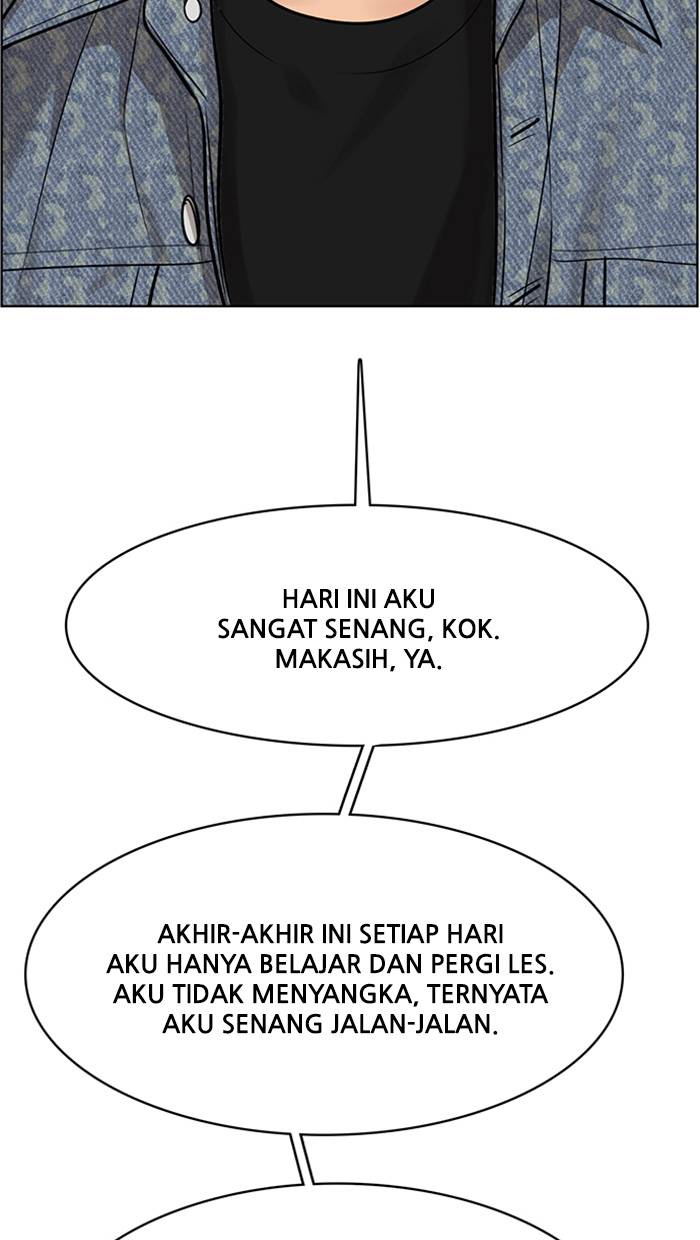 HARI INI AKU
SANGAT SENANG, KOK.
MAKASIH, YA.
AKHIR-AKHIR INI SETIAP HARI
AKU HANYA BELAJAR DAN PERGI LES.
AKU TIDAK MENYANGKA, TERNYATA
AKU SENANG JALAN-JALAN.